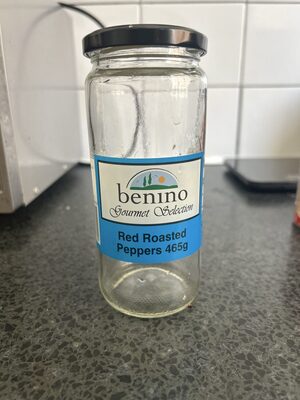 benino
Gourmet Selection
Red Roasted
Peppers 465g